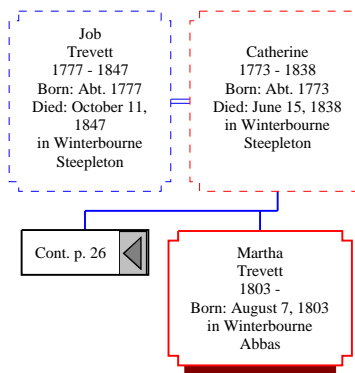 Job
Trevett
1777 - 1847
Born: Abt. 1777
Died: October 11,
1847
in Winterbourne
Steepleton
Catherine
1773 - 1838
Born: Abt. 1773
Died: June 15, 1838
in Winterbourne
Steepleton
Cont. p. 26
Martha
Trevett
1803 -
Born: August 7, 1803
in Winterbourne
Abbas